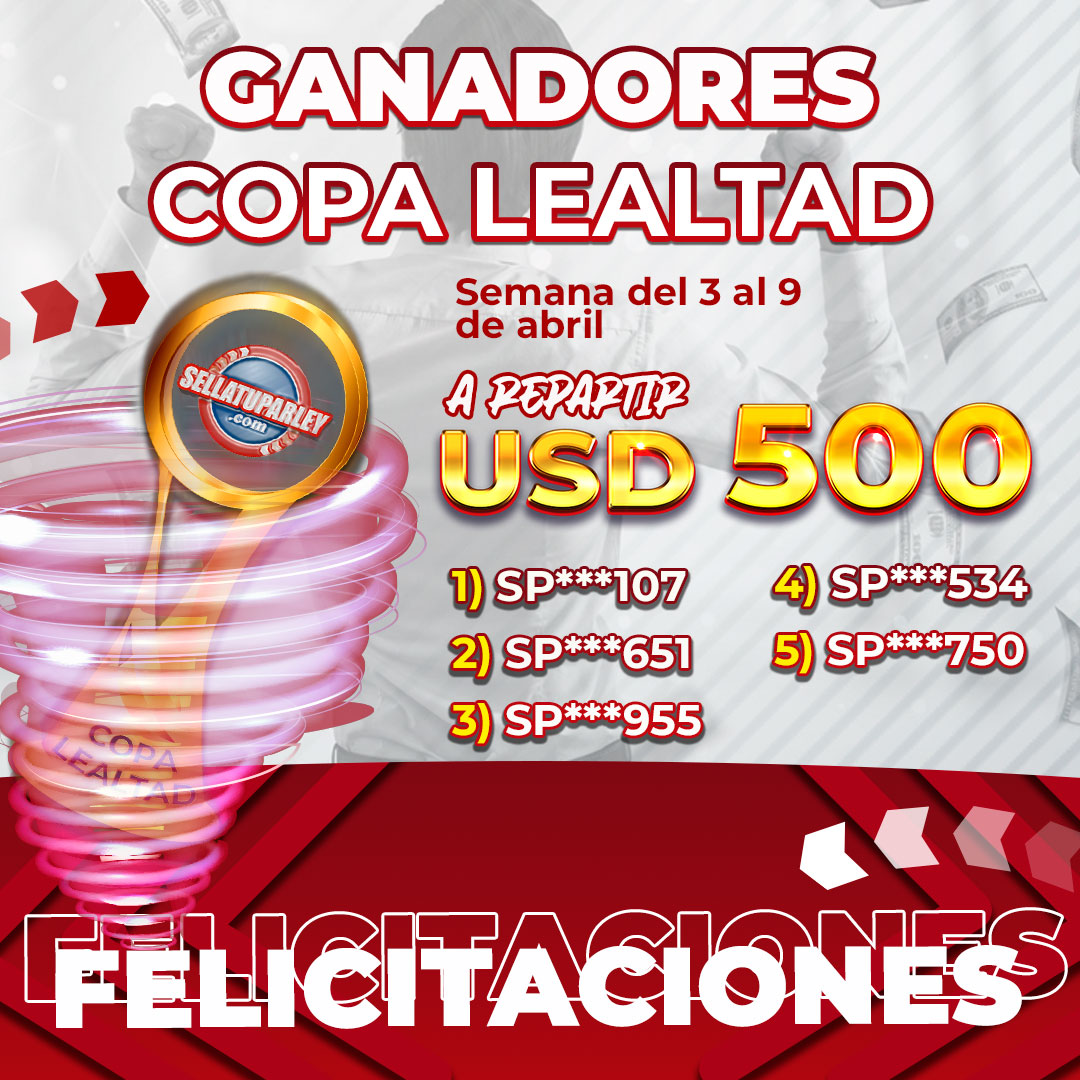 GANADORES
COPA LEALTAD
Semana del 3 al 9
de abril
SELLATUPARLEY
.com
A REPARTIR
USD 500
1) SP***107
2) SP***651
3) SP***955
4) SP***534
5) SP***750
COPA
LEALTAD
FELICITACIONES
FELICITACIONES